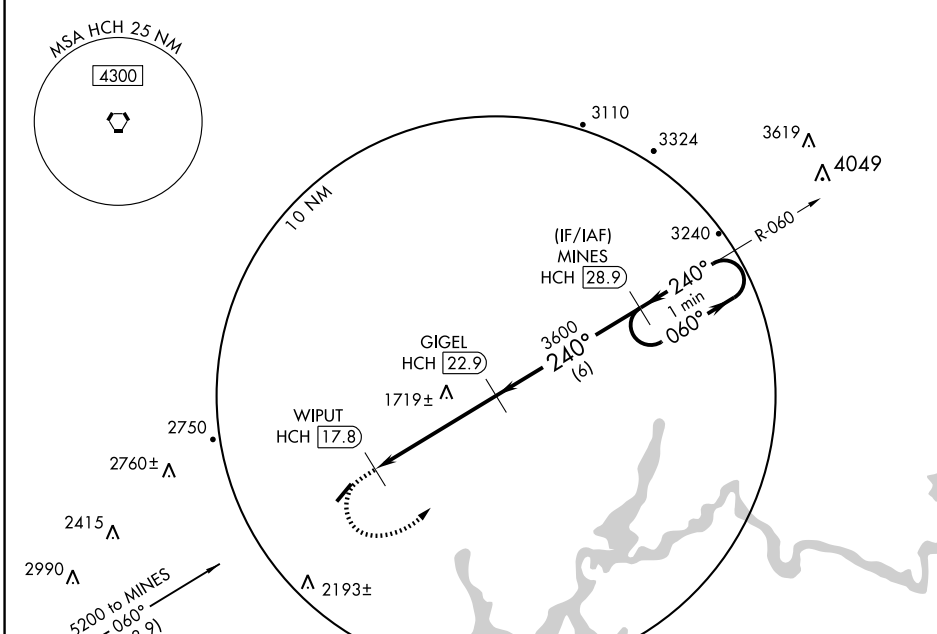 MSA HCH 25 NM
4300
3110
3324
3619
4049
10 NM
3240
R-060
(IF/IAF)
MINES
HCH 28.9
240°
1 min
060°
3600
240°
(6)
GIGEL
HCH 22.9
1719±
WIPUT
HCH 17.8
2750
2760±
2415
2990
2193±
5200 to MINES
060°